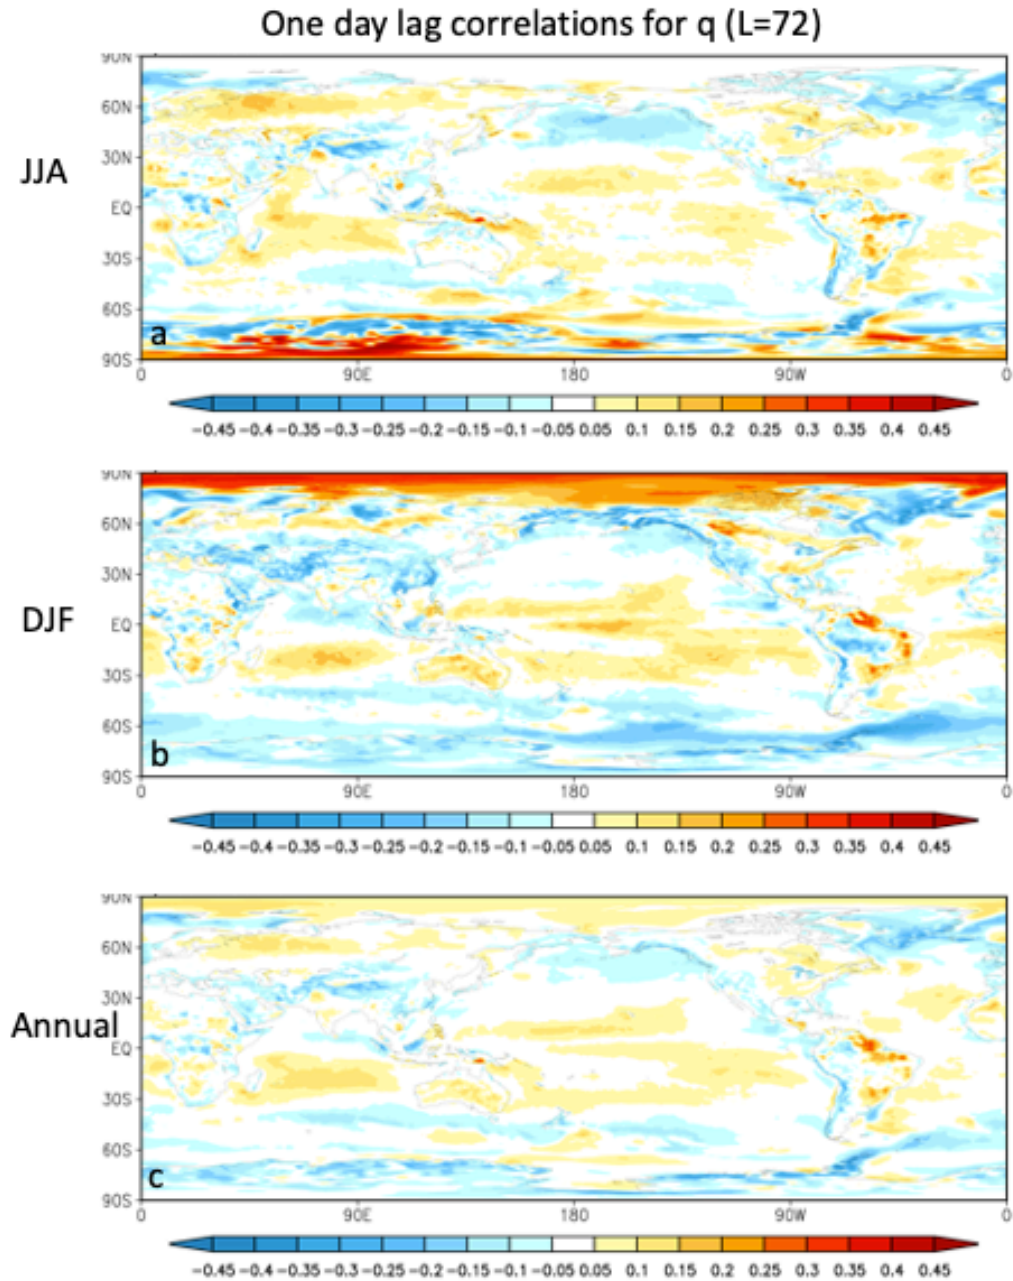 One day lag correlations for q (L=72)
90N
60N
30N
JJA
EQ
30S
60S
a
90S
0 90E 180 90W 0
-0.45 -0.4 -0.35 -0.3 -0.25 -0.2 -0.15 -0.1 -0.05 0.05 0.1 0.15 0.2 0.25 0.3 0.35 0.4 0.45
90N
60N
30N
DJF
EQ
30S
60S
b
90S
0 90E 180 90W 0
-0.45 -0.4 -0.35 -0.3 -0.25 -0.2 -0.15 -0.1 -0.05 0.05 0.1 0.15 0.2 0.25 0.3 0.35 0.4 0.45
90N
60N
30N
Annual
EQ
30S
60S
c
90S
0 90E 180 90W 0
-0.45 -0.4 -0.35 -0.3 -0.25 -0.2 -0.15 -0.1 -0.05 0.05 0.1 0.15 0.2 0.25 0.3 0.35 0.4 0.45